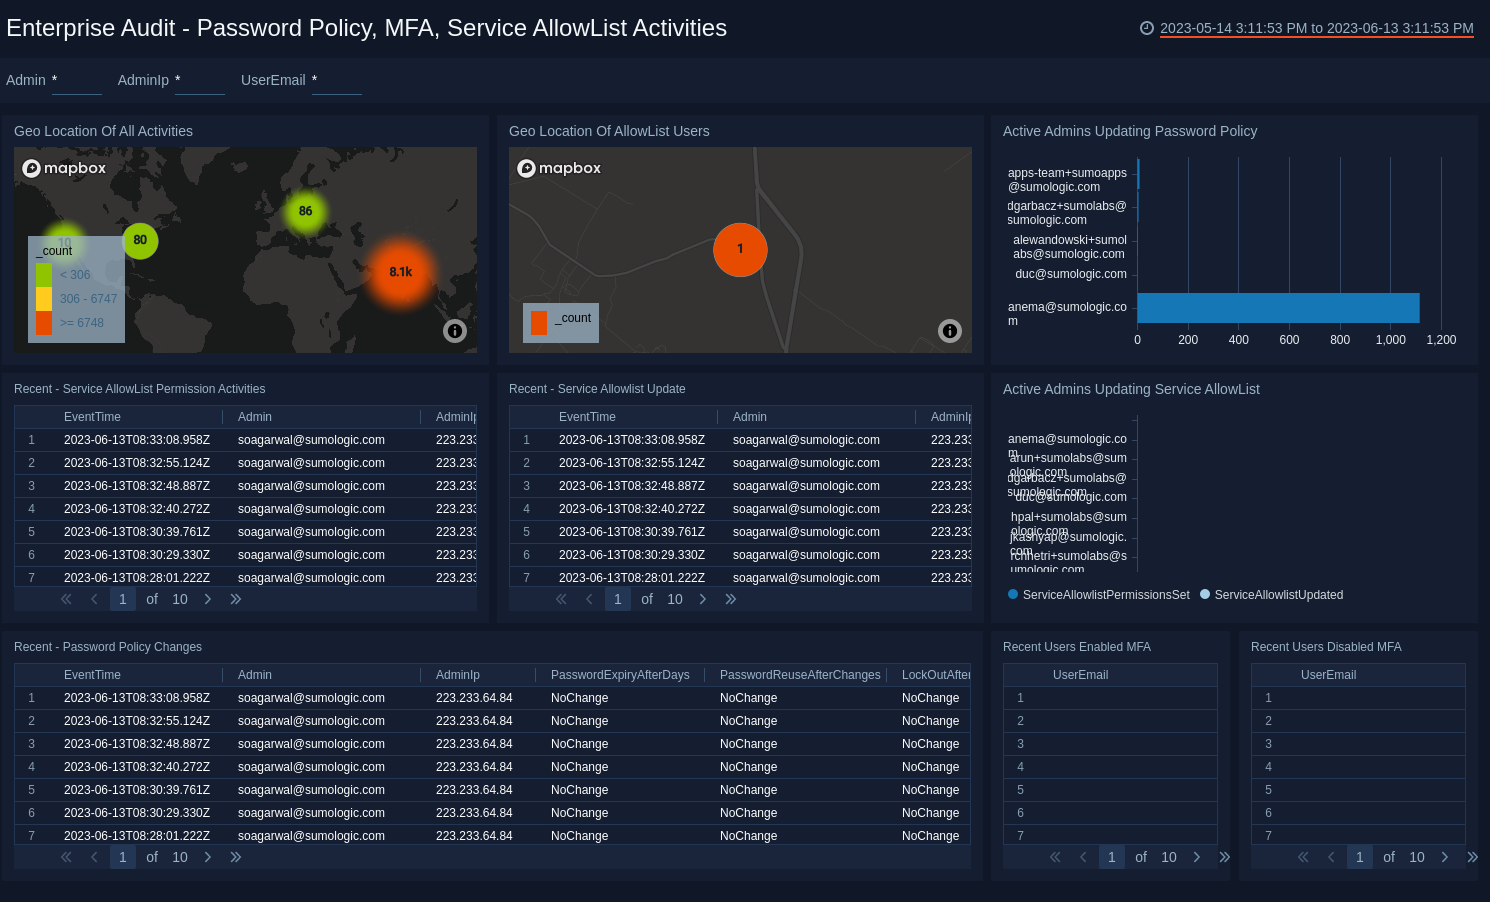 Enterprise Audit - Password Policy, MFA, Service AllowList Activities
2023-05-14 3:11:53 PM to 2023-06-13 3:11:53 PM
Admin * AdminIp * UserEmail *
Geo Location Of All Activities
mapbox
10
80
86
8.1k
_count
< 306
306 - 6747
>= 6748
Geo Location Of AllowList Users
mapbox
1
_count
Active Admins Updating Password Policy
apps-team+sumoapps
@sumologic.com
dgarbacz+sumolabs@
sumologic.com
alewandowski+sumol
abs@sumologic.com
duc@sumologic.com
anema@sumologic.co
m
0 200 400 600 800 1,000 1,200
Recent - Service AllowList Permission Activities
EventTime Admin AdminIp
1 2023-06-13T08:33:08.958Z soagarwal@sumologic.com 223.233
2 2023-06-13T08:32:55.124Z soagarwal@sumologic.com 223.233
3 2023-06-13T08:32:48.887Z soagarwal@sumologic.com 223.233
4 2023-06-13T08:32:40.272Z soagarwal@sumologic.com 223.233
5 2023-06-13T08:30:39.761Z soagarwal@sumologic.com 223.233
6 2023-06-13T08:30:29.330Z soagarwal@sumologic.com 223.233
7 2023-06-13T08:28:01.222Z soagarwal@sumologic.com 223.233
1 of 10
Recent - Service Allowlist Update
EventTime Admin AdminIp
1 2023-06-13T08:33:08.958Z soagarwal@sumologic.com 223.233
2 2023-06-13T08:32:55.124Z soagarwal@sumologic.com 223.233
3 2023-06-13T08:32:48.887Z soagarwal@sumologic.com 223.233
4 2023-06-13T08:32:40.272Z soagarwal@sumologic.com 223.233
5 2023-06-13T08:30:39.761Z soagarwal@sumologic.com 223.233
6 2023-06-13T08:30:29.330Z soagarwal@sumologic.com 223.233
7 2023-06-13T08:28:01.222Z soagarwal@sumologic.com 223.233
1 of 10
Active Admins Updating Service AllowList
anema@sumologic.co
m
arun+sumolabs@sum
ologic.com
dgarbacz+sumolabs@
sumologic.com
duc@sumologic.com
hpal+sumolabs@sum
ologic.com
jkashyap@sumologic.
com
rchhetri+sumolabs@s
umologic.com
ServiceAllowlistPermissionsSet ServiceAllowlistUpdated
Recent - Password Policy Changes
EventTime Admin AdminIp PasswordExpiryAfterDays PasswordReuseAfterChanges LockOutAfter
1 2023-06-13T08:33:08.958Z soagarwal@sumologic.com 223.233.64.84 NoChange NoChange NoChange
2 2023-06-13T08:32:55.124Z soagarwal@sumologic.com 223.233.64.84 NoChange NoChange NoChange
3 2023-06-13T08:32:48.887Z soagarwal@sumologic.com 223.233.64.84 NoChange NoChange NoChange
4 2023-06-13T08:32:40.272Z soagarwal@sumologic.com 223.233.64.84 NoChange NoChange NoChange
5 2023-06-13T08:30:39.761Z soagarwal@sumologic.com 223.233.64.84 NoChange NoChange NoChange
6 2023-06-13T08:30:29.330Z soagarwal@sumologic.com 223.233.64.84 NoChange NoChange NoChange
7 2023-06-13T08:28:01.222Z soagarwal@sumologic.com 223.233.64.84 NoChange NoChange NoChange
1 of 10
Recent Users Enabled MFA
UserEmail
1
2
3
4
5
6
7
1 of 10
Recent Users Disabled MFA
UserEmail
1
2
3
4
5
6
7
1 of 10